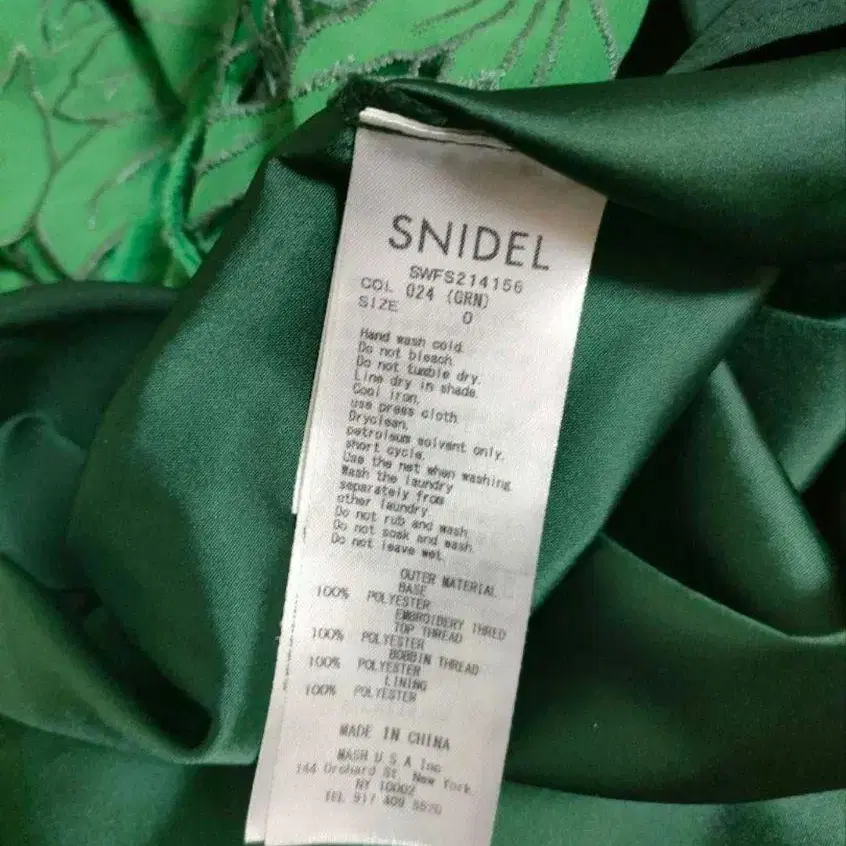 SNIDEL
SWFS214156
COL 024 (GRN)
SIZE 0
Hand wash cold.
Do not bleach.
Do not tumble dry.
Line dry in shade.
Cool iron,
use press cloth.
Dryclean,
petroleum solvent only.
short cycle.
Use the net when washing.
Wash the laundry
separately from
other laundry.
Do not rub and wash.
Do not soak and wash.
Do not leave wet.
OUTER MATERIAL
BASE
100% POLYESTER
EMBROIDERY THRED
TOP THREAD
100% POLYESTER
BOBBIN THREAD
100% POLYESTER
LINING
100% POLYESTER
MADE IN CHINA
MASH U S A Inc
144 Orchard St. New York.
NY 10002
TEL 917 409